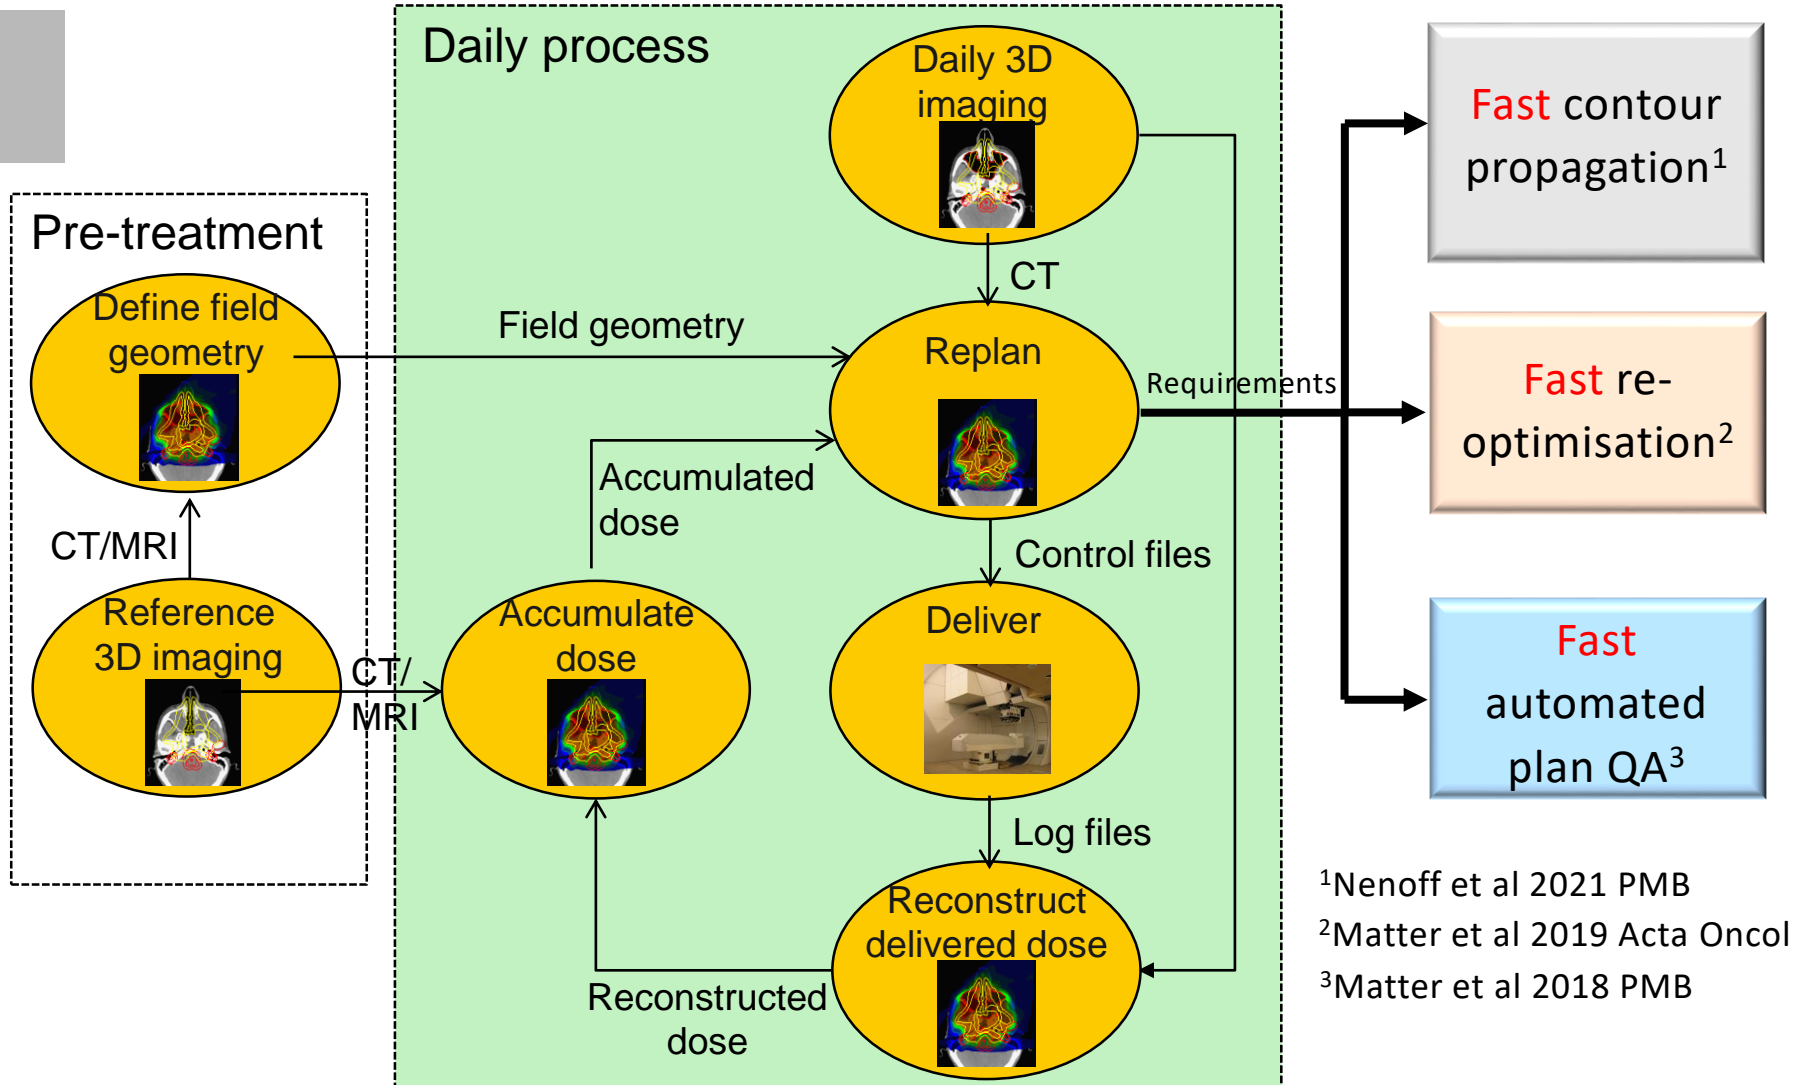 Daily process
Daily 3D
imaging
CT
Pre-treatment
Define field
geometry
Field geometry
Replan
Requirements
CT/MRI
Accumulated
dose
Control files
Reference
3D imaging
CT/
MRI
Accumulate
dose
Deliver
Log files
Reconstruct
delivered dose
Reconstructed
dose
Fast contour
propagation¹
Fast re-
optimisation²
Fast
automated
plan QA³
¹Nenoff et al 2021 PMB
²Matter et al 2019 Acta Oncol
³Matter et al 2018 PMB